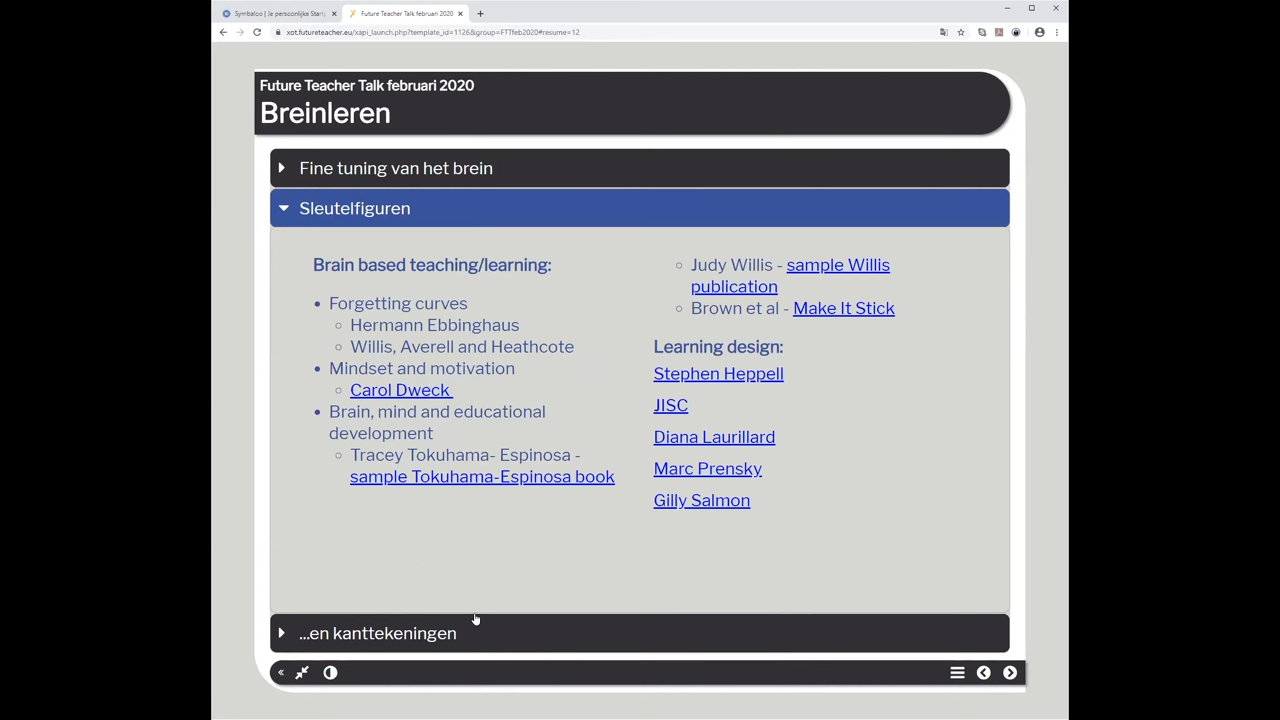 Symbaloo | Je persoonlijke Start
Future Teacher Talk februari 2020
xot.futureteacher.eu/xapi_launch.php?template_id=1126&group=FTTfeb2020#resume=12
Future Teacher Talk februari 2020
Breinleren
Fine tuning van het brein
Sleutelfiguren
Brain based teaching/learning:
Forgetting curves
Hermann Ebbinghaus
Willis, Averell and Heathcote
Mindset and motivation
Carol Dweck
Brain, mind and educational
development
Tracey Tokuhama- Espinosa -
sample Tokuhama-Espinosa book
Judy Willis - sample Willis
publication
Brown et al - Make It Stick
Learning design:
Stephen Heppell
JISC
Diana Laurillard
Marc Prensky
Gilly Salmon
...en kanttekeningen